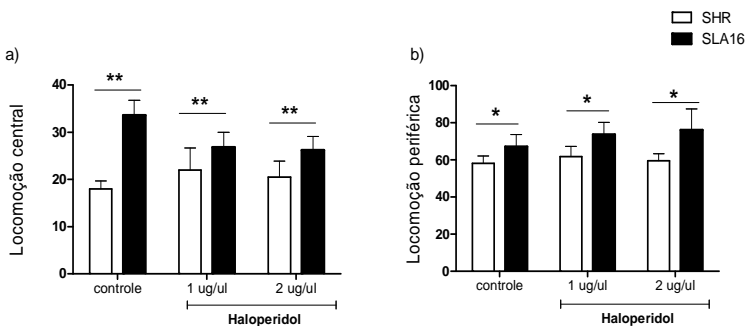 SHR
SLA16
a)
Locomoção central
40
30
20
10
0
**
**
**
controle
1 ug/ul
2 ug/ul
Haloperidol
b)
Locomoção periférica
100
80
60
40
20
0
*
*
*
controle
1 ug/ul
2 ug/ul
Haloperidol